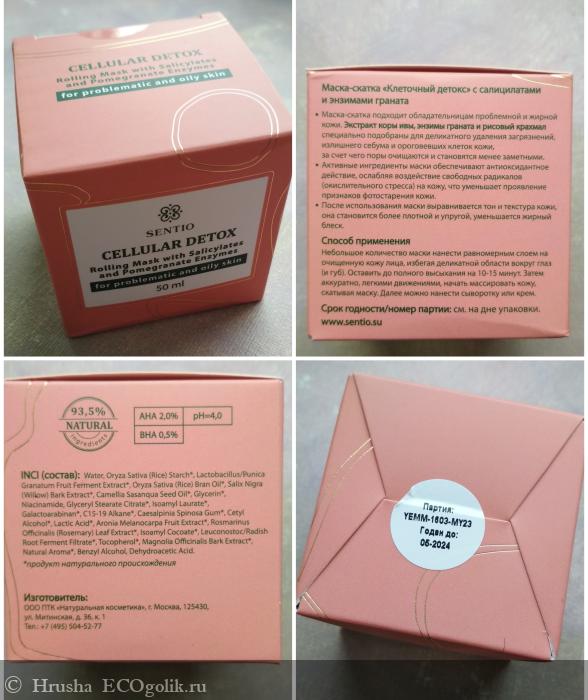 CELLULAR DETOX
Rolling Mask with Salicylates
and Pomegranate Enzymes
for problematic and oily skin
SENTIO
CELLULAR DETOX
Rolling Mask with Salicylates
and Pomegranate Enzymes
for problematic and oily skin
50 ml
Маска-скатка «Клеточный детокс» с салицилатами
и энзимами граната
• Маска-скатка подходит обладательницам проблемной и жирной
кожи. Экстракт коры ивы, энзимы граната и рисовый крахмал
специально подобраны для деликатного удаления загрязнений,
излишнего себума и ороговевших клеток кожи,
за счет чего поры очищаются и становятся менее заметными.
• Активные ингредиенты маски обеспечивают антиоксидантное
действие, ослабляя воздействие свободных радикалов
(окислительного стресса) на кожу, что уменьшает проявление
признаков фотостарения кожи.
• После использования маски выравнивается тон и текстура кожи,
она становится более плотной и упругой, уменьшается жирный
блеск.
Способ применения
Небольшое количество маски нанести равномерным слоем на
очищенную кожу лица, избегая деликатной области вокруг глаз
(и губ). Оставить до полного высыхания на 10-15 минут. Затем
аккуратно, легкими движениями, начать массировать кожу,
скатывая маску. Далее можно нанести сыворотку или крем.
Срок годности/номер партии: см. на дне упаковки.
www.sentio.su
93,5%
NATURAL
ingredients
AHA 2,0% pH=4,0
BHA 0,5%
INCI (состав): Water, Oryza Sativa (Rice) Starch*, Lactobacillus/Punica
Granatum Fruit Ferment Extract*, Oryza Sativa (Rice) Bran Oil*, Salix Nigra
(Willow) Bark Extract*, Camellia Sasanqua Seed Oil*, Glycerin*,
Niacinamide, Glyceryl Stearate Citrate*, Isoamyl Laurate*,
Galactoarabinan*, C15-19 Alkane*, Caesalpinia Spinosa Gum*, Cetyl
Alcohol*, Lactic Acid*, Aronia Melanocarpa Fruit Extract*, Rosmarinus
Officinalis (Rosemary) Leaf Extract*, Isoamyl Cocoate*, Leuconostoc/Radish
Root Ferment Filtrate*, Tocopherol*, Magnolia Officinalis Bark Extract*,
Natural Aroma*, Benzyl Alcohol, Dehydroacetic Acid.
*продукт натурального происхождения
Изготовитель:
ООО ПТК «Натуральная косметика», г. Москва, 125430,
ул. Митинская, д. 36, к. 1
Тел.: +7 (495) 504-52-77
Партия:
YEMM-1603-MY23
Годен до:
05-2024
© Hrusha ECOgolik.ru